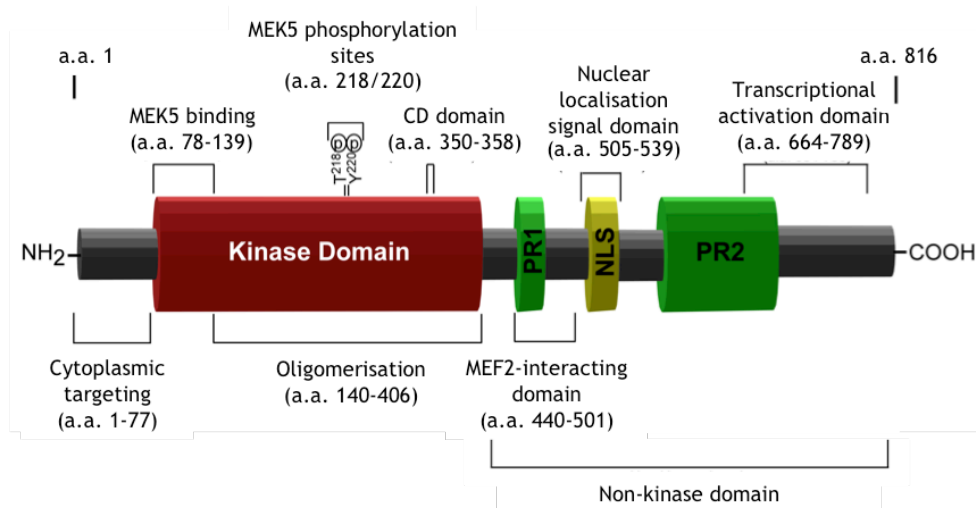 MEK5 phosphorylation
sites
(a.a. 218/220)
a.a. 1
a.a. 816
MEK5 binding
(a.a. 78-139)
CD domain
(a.a. 350-358)
Nuclear
localisation
signal domain
(a.a. 505-539)
Transcriptional
activation domain
(a.a. 664-789)
p p
T218
Y220
NH2
Kinase Domain
PR1
NLS
PR2
COOH
Cytoplasmic
targeting
(a.a. 1-77)
Oligomerisation
(a.a. 140-406)
MEF2-interacting
domain
(a.a. 440-501)
Non-kinase domain